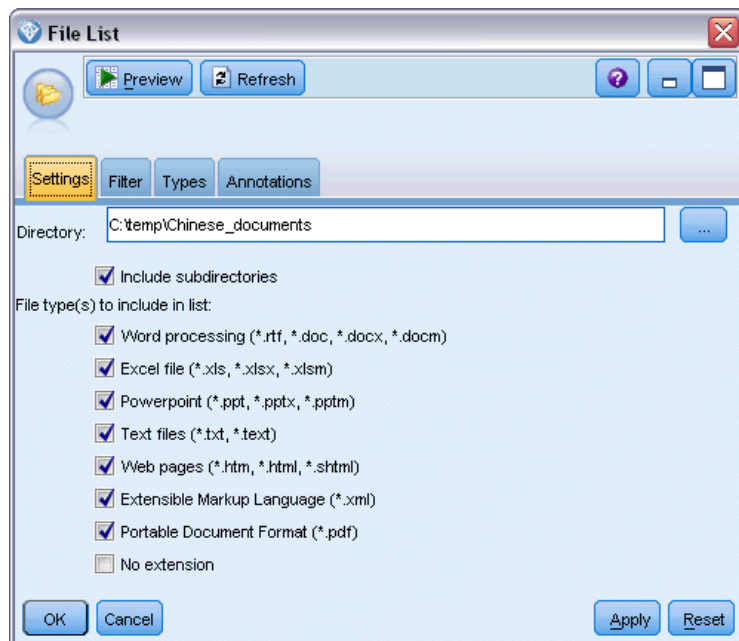 File List
Preview Refresh
Settings Filter Types Annotations
Directory: C:\temp\Chinese_documents ...
Include subdirectories
File type(s) to include in list:
Word processing (*.rtf, *.doc, *.docx, *.docm)
Excel file (*.xls, *.xlsx, *.xlsm)
Powerpoint (*.ppt, *.pptx, *.pptm)
Text files (*.txt, *.text)
Web pages (*.htm, *.html, *.shtml)
Extensible Markup Language (*.xml)
Portable Document Format (*.pdf)
No extension
OK Cancel Apply Reset